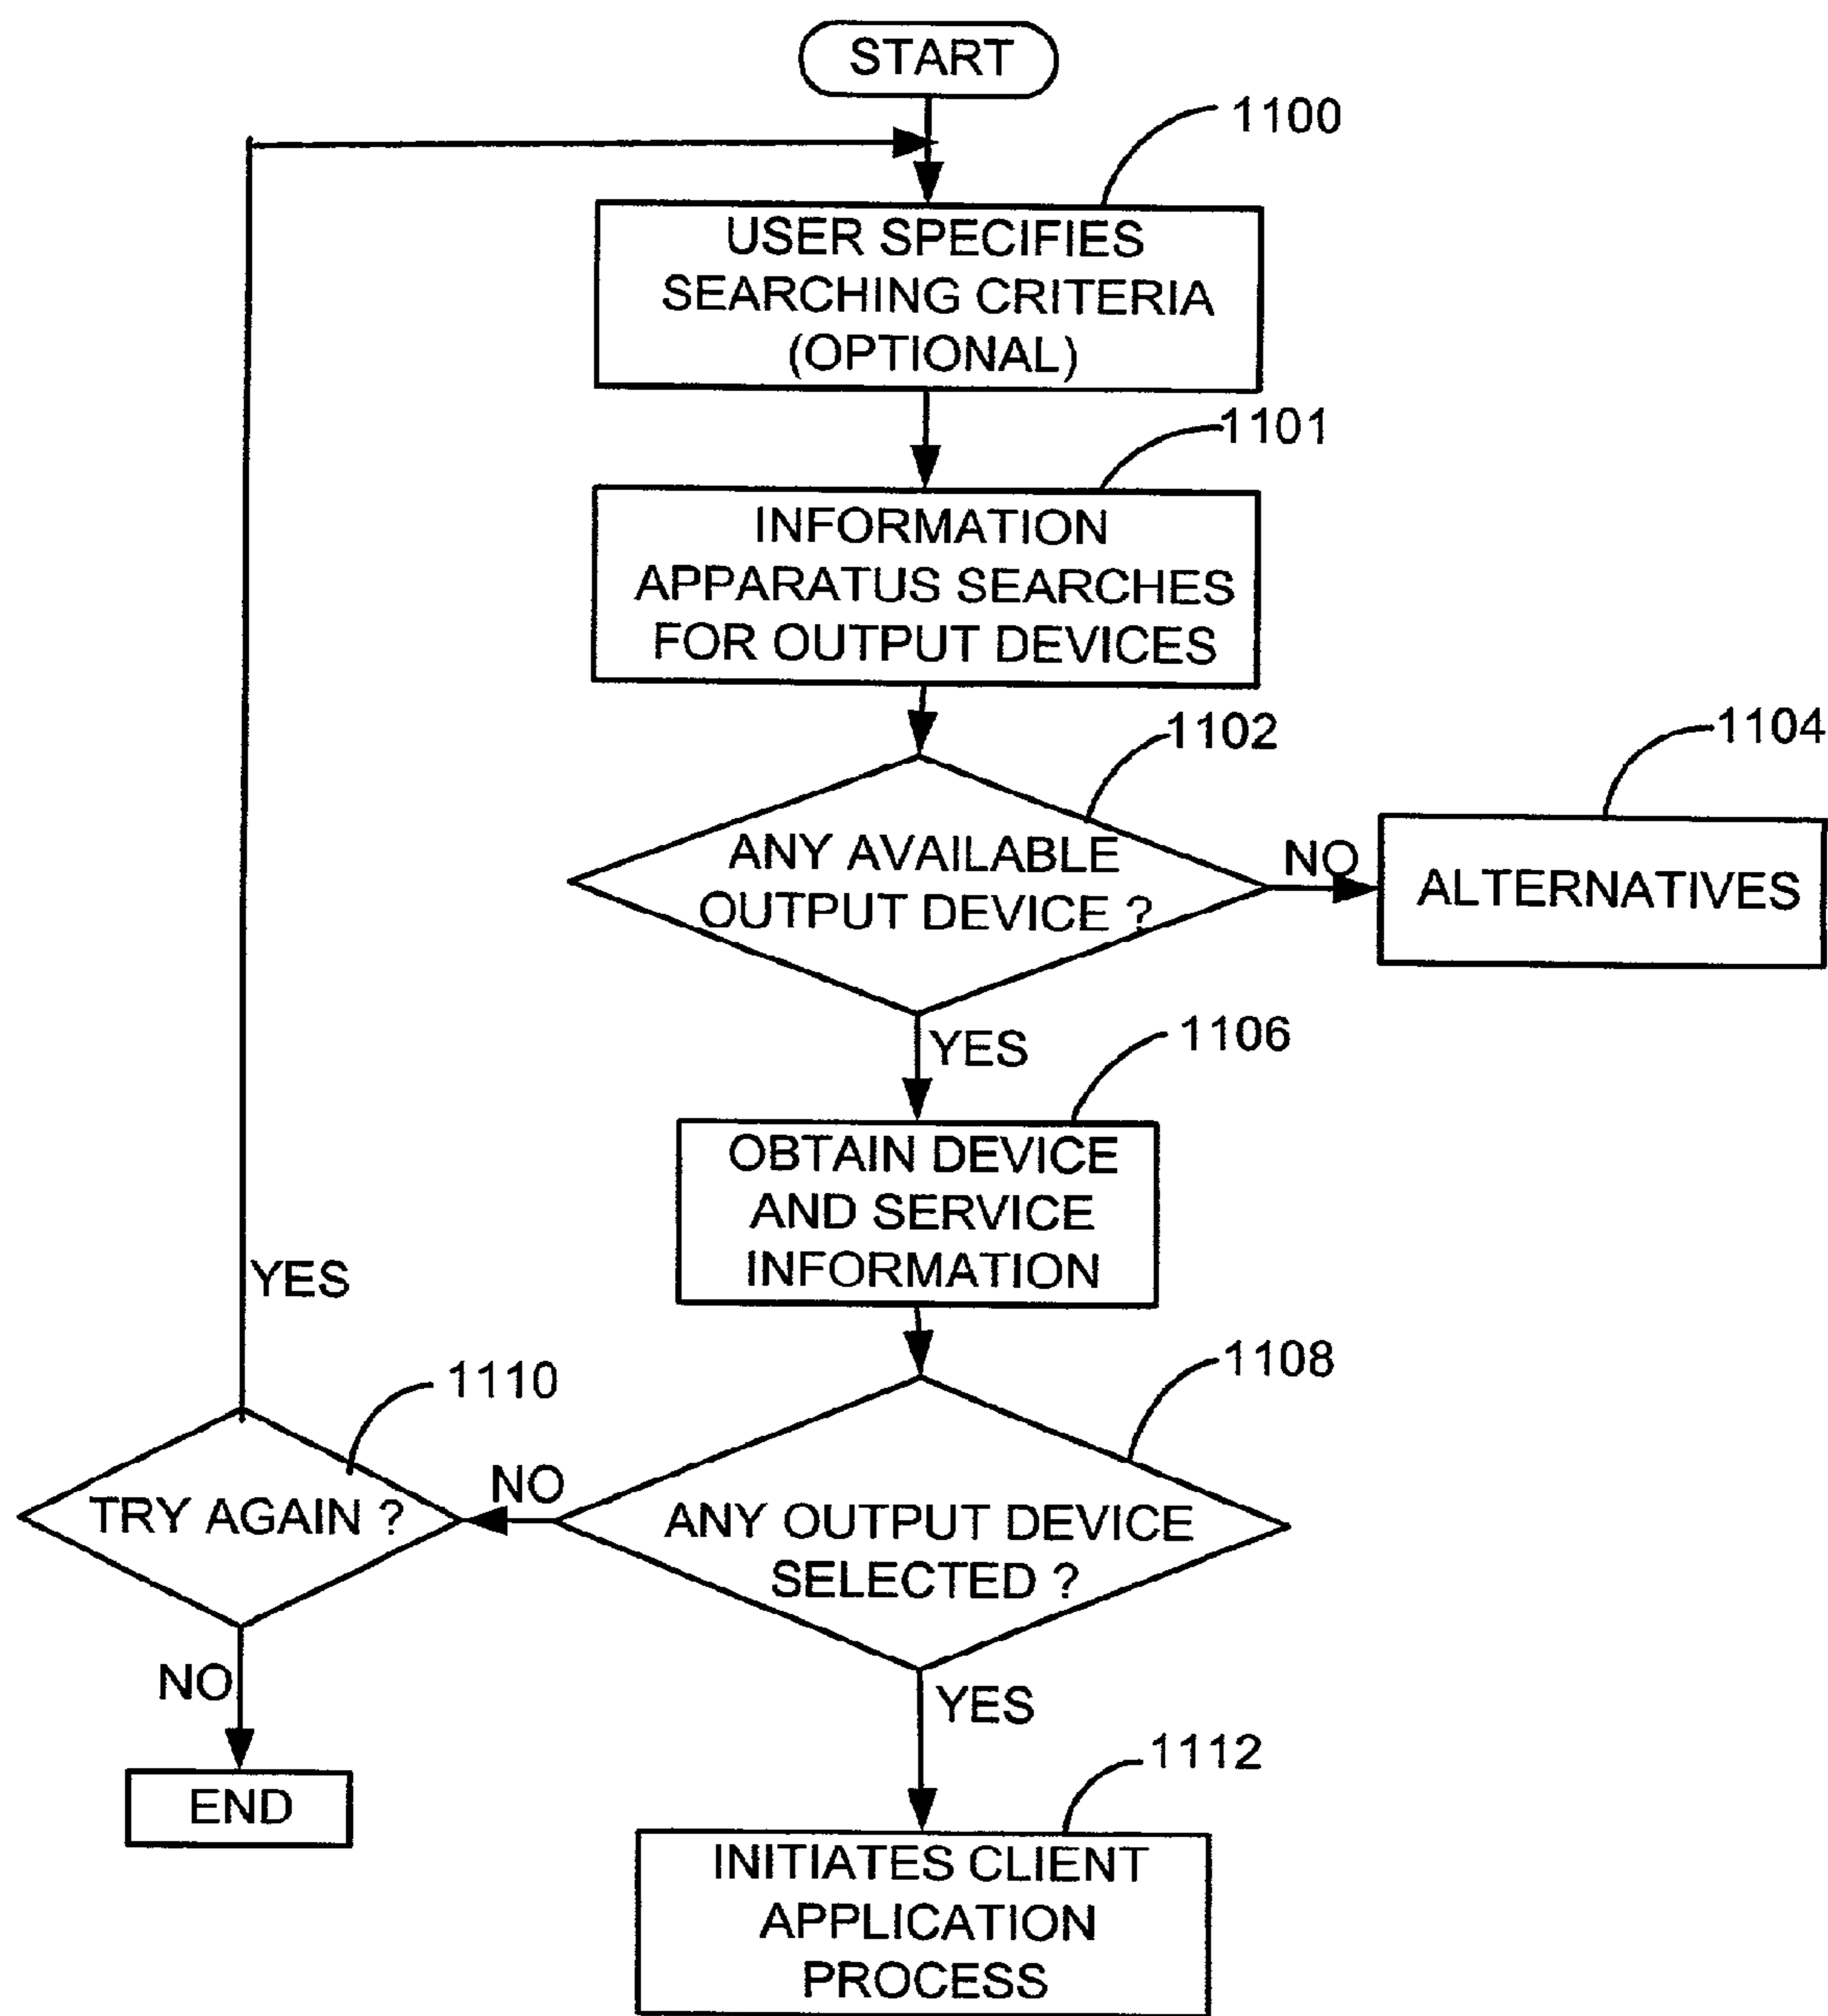 START
1100
USER SPECIFIES
SEARCHING CRITERIA
(OPTIONAL)
1101
INFORMATION
APPARATUS SEARCHES
FOR OUTPUT DEVICES
1102
1104
ANY AVAILABLE
OUTPUT DEVICE ?
NO
ALTERNATIVES
YES
1106
OBTAIN DEVICE
AND SERVICE
INFORMATION
YES
1108
1110
NO
TRY AGAIN ?
ANY OUTPUT DEVICE
SELECTED ?
NO
YES
1112
END
INITIATES CLIENT
APPLICATION
PROCESS